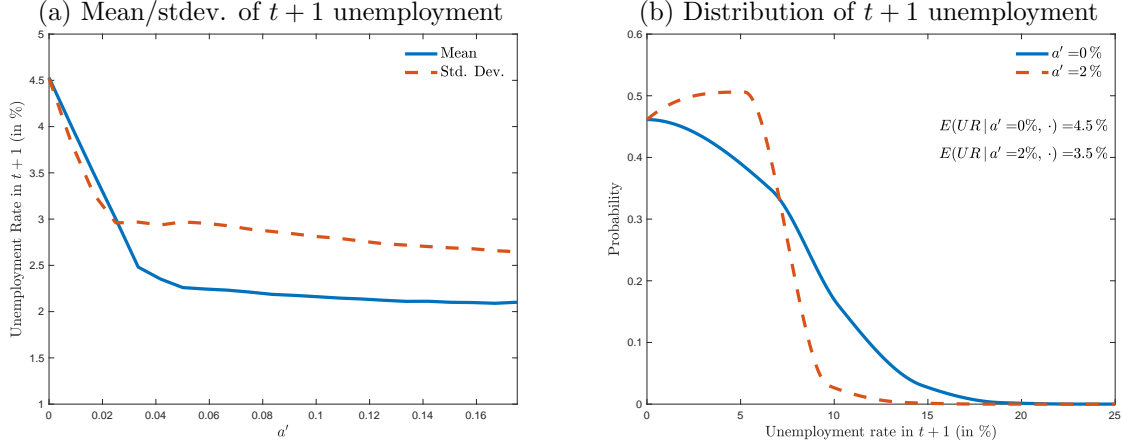 (a) Mean/stdev. of t + 1 unemployment
Unemployment Rate in t + 1 (in %)
5
4.5
4
3.5
3
2.5
2
1.5
1
0
0.02
0.04
0.06
0.08
0.1
0.12
0.14
0.16
a′
Mean
Std. Dev.
(b) Distribution of t + 1 unemployment
Probability
0.6
0.5
0.4
0.3
0.2
0.1
0
0
5
10
15
20
25
Unemployment rate in t + 1 (in %)
a′ =0 %
a′ =2 %
E(UR | a′ =0%, ·) =4.5 %
E(UR | a′ =2%, ·) =3.5 %